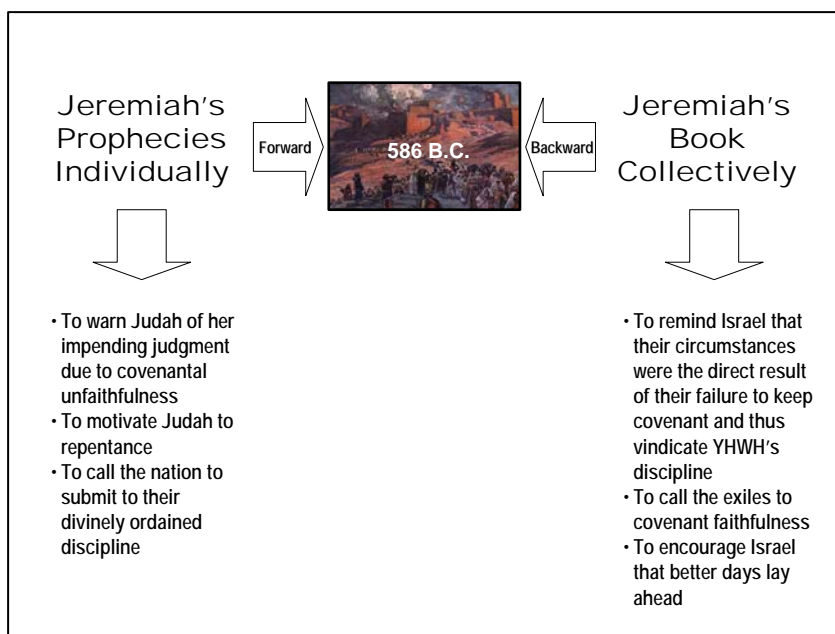 Jeremiah's
Prophecies
Individually
Forward
586 B.C.
Backward
Jeremiah's
Book
Collectively
• To warn Judah of her
impending judgment
due to covenantal
unfaithfulness
• To motivate Judah to
repentance
• To call the nation to
submit to their
divinely ordained
discipline
• To remind Israel that
their circumstances
were the direct result
of their failure to keep
covenant and thus
vindicate YHWH's
discipline
• To call the exiles to
covenant faithfulness
• To encourage Israel
that better days lay
ahead